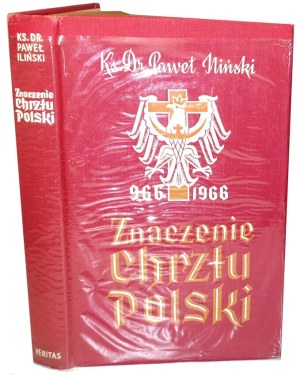 KS. DR.
PAWEŁ
ILIŃSKI
Znaczenie
Chrztu
Polski
VERITAS
Ks. Dr. Paweł Iliński
966 1966
Znaczenie
Chrztu
Polski